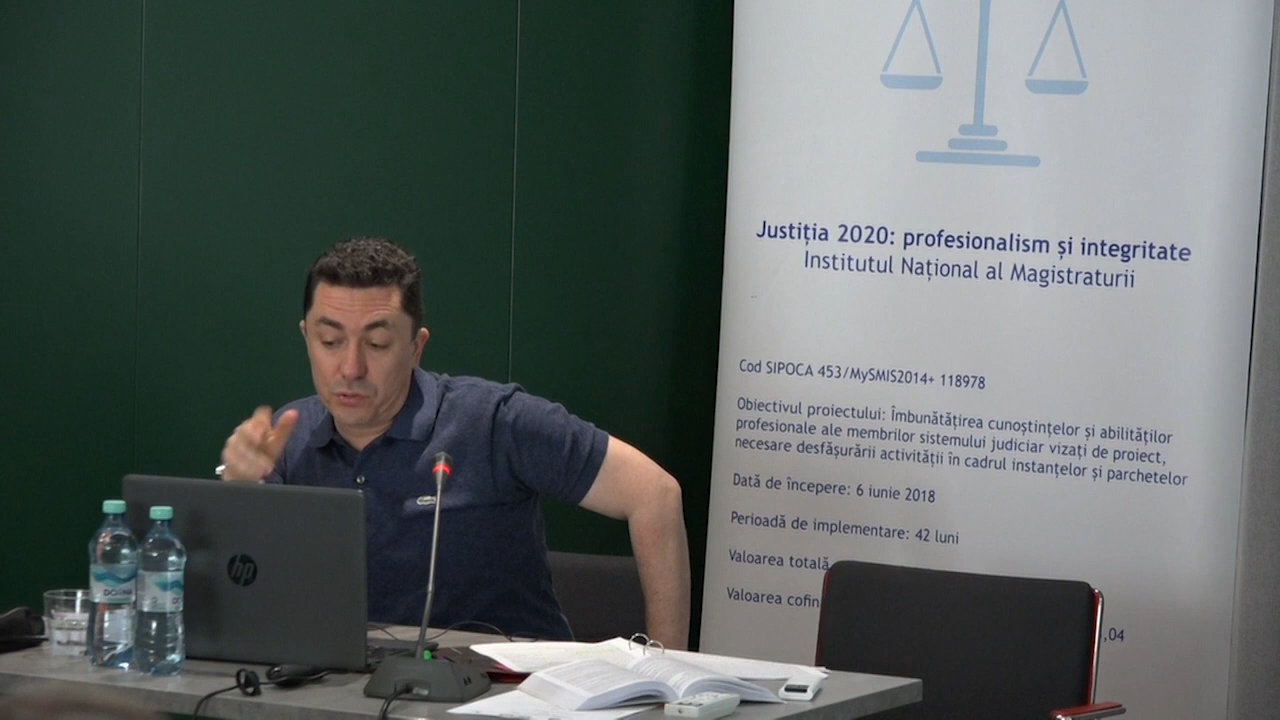 Justiția 2020: profesionalism și integritate
Institutul Național al Magistraturii
Cod SIPOCA 453/MySMIS2014+ 118978
Obiectivul proiectului: Îmbunătățirea cunoștințelor și abilităților
profesionale ale membrilor sistemului judiciar vizați de proiect,
necesare desfășurării activității în cadrul instanțelor și parchetelor
Dată de începere: 6 iunie 2018
Perioadă de implementare: 42 luni
Valoarea totală
Valoarea cofin
,04
hp
DORNA